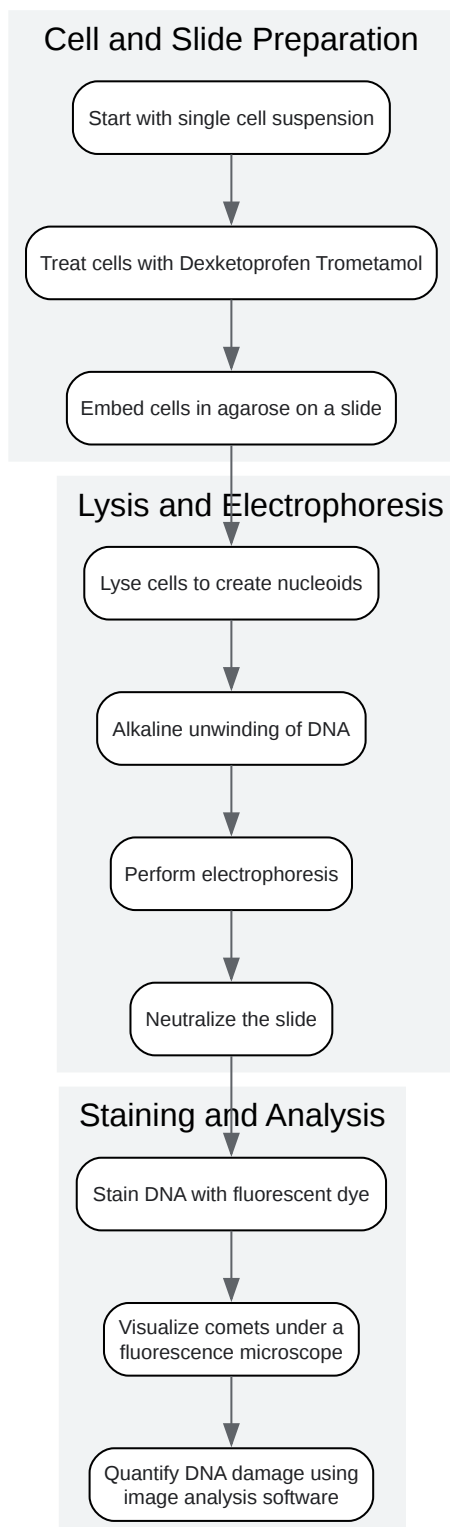 Cell and Slide Preparation
Start with single cell suspension
Treat cells with Dexketoprofen Trometamol
Embed cells in agarose on a slide
Lysis and Electrophoresis
Lyse cells to create nucleoids
Alkaline unwinding of DNA
Perform electrophoresis
Neutralize the slide
Staining and Analysis
Stain DNA with fluorescent dye
Visualize comets under a
fluorescence microscope
Quantify DNA damage using
image analysis software